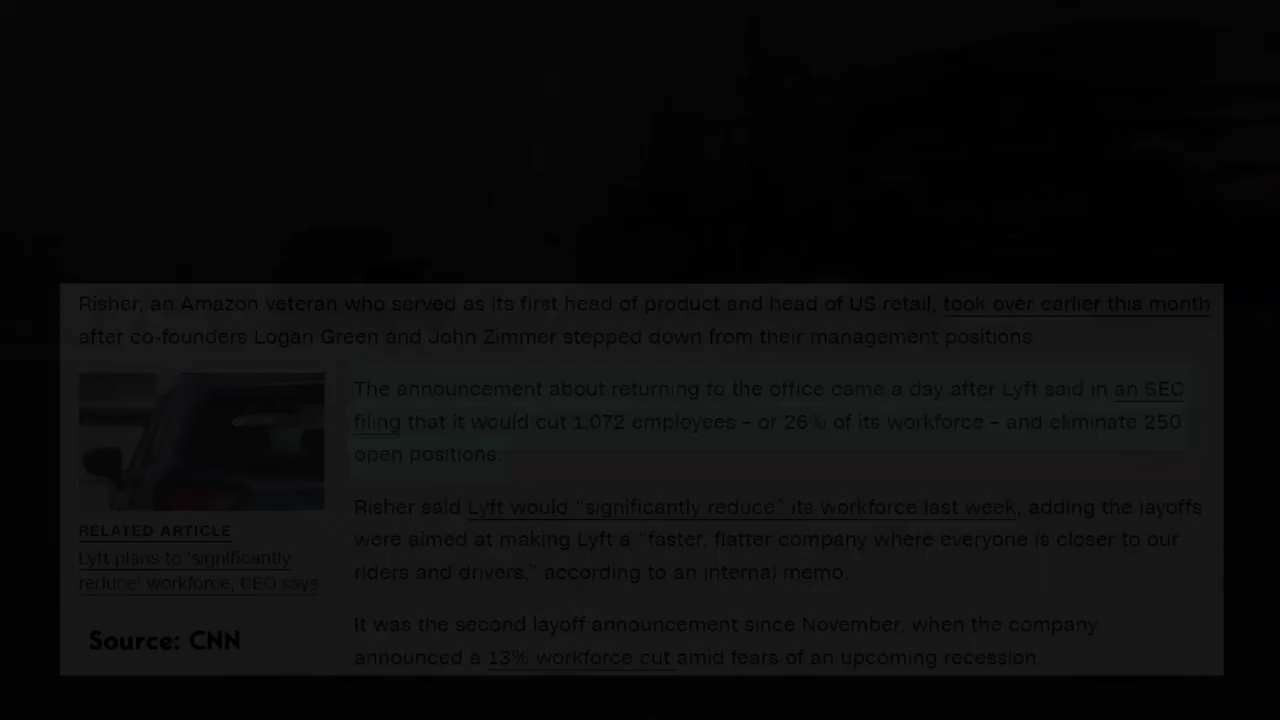 Risher, an Amazon veteran who served as its first head of product and head of US retail, took over earlier this month
after co-founders Logan Green and John Zimmer stepped down from their management positions.
The announcement about returning to the office came a day after Lyft said in an SEC
filing that it would cut 1,072 employees – or 26% of its workforce – and eliminate 250
open positions.
Risher said Lyft would “significantly reduce” its workforce last week, adding the layoffs
were aimed at making Lyft a “faster, flatter company where everyone is closer to our
riders and drivers,” according to an internal memo.
It was the second layoff announcement since November, when the company
announced a 13% workforce cut amid fears of an upcoming recession.
RELATED ARTICLE
Lyft plans to 'significantly
reduce' workforce, CEO says
Source: CNN